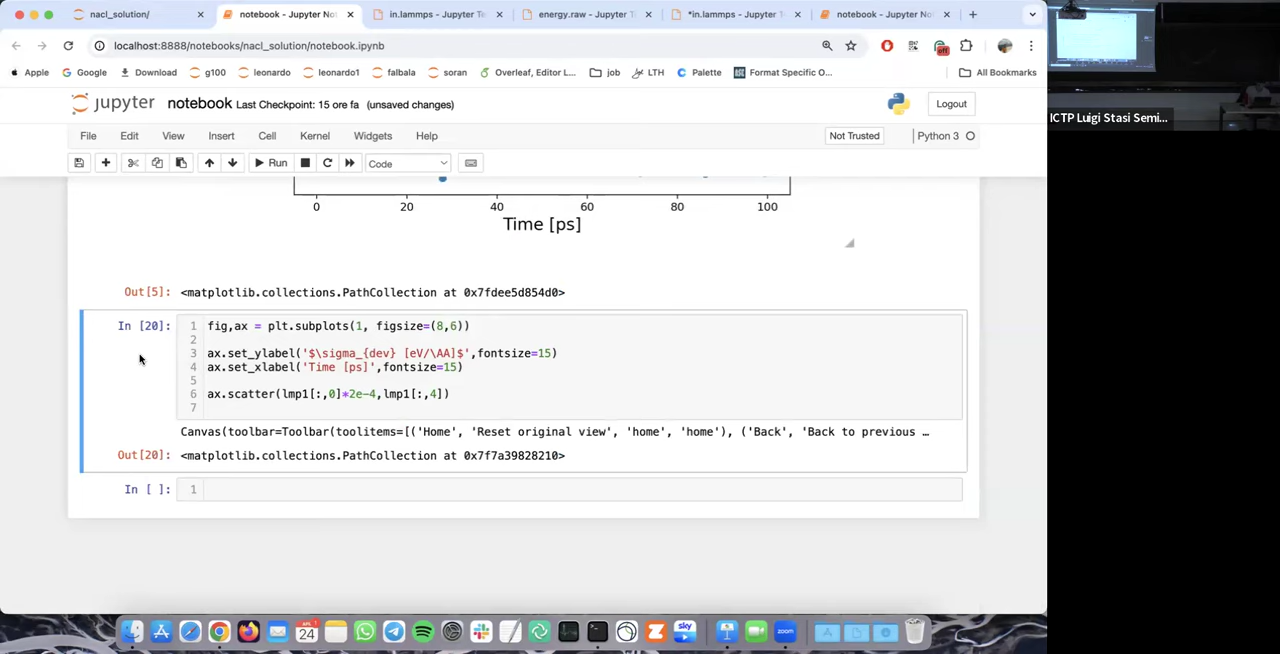 nacl_solution/
notebook - Jupyter Not
in.lammps - Jupyter Te
energy.raw - Jupyter T
*in.lammps - Jupyter T
notebook - Jupyter Not
localhost:8888/notebooks/nacl_solution/notebook.ipynb
off
Apple Google Download g100 leonardo leonardo1 falbala soran Overleaf, Editor L... job LTH Palette Format Specific O... All Bookmarks
jupyter notebook Last Checkpoint: 15 ore fa (unsaved changes) Logout
File Edit View Insert Cell Kernel Widgets Help Not Trusted Python 3
Run Code
0 20 40 60 80 100
Time [ps]
Out[5]: <matplotlib.collections.PathCollection at 0x7fdee5d854d0>
In [20]: 1 fig,ax = plt.subplots(1, figsize=(8,6))
2
3 ax.set_ylabel('$\sigma_{dev} [eV/\AA]$',fontsize=15)
4 ax.set_xlabel('Time [ps]',fontsize=15)
5
6 ax.scatter(lmp1[:,0]*2e-4,lmp1[:,4])
7
Canvas(toolbar=Toolbar(toolitems=[('Home', 'Reset original view', 'home', 'home'), ('Back', 'Back to previous …
Out[20]: <matplotlib.collections.PathCollection at 0x7f7a39828210>
In [ ]: 1
24
sky
zoom
ICTP Luigi Stasi Semi...